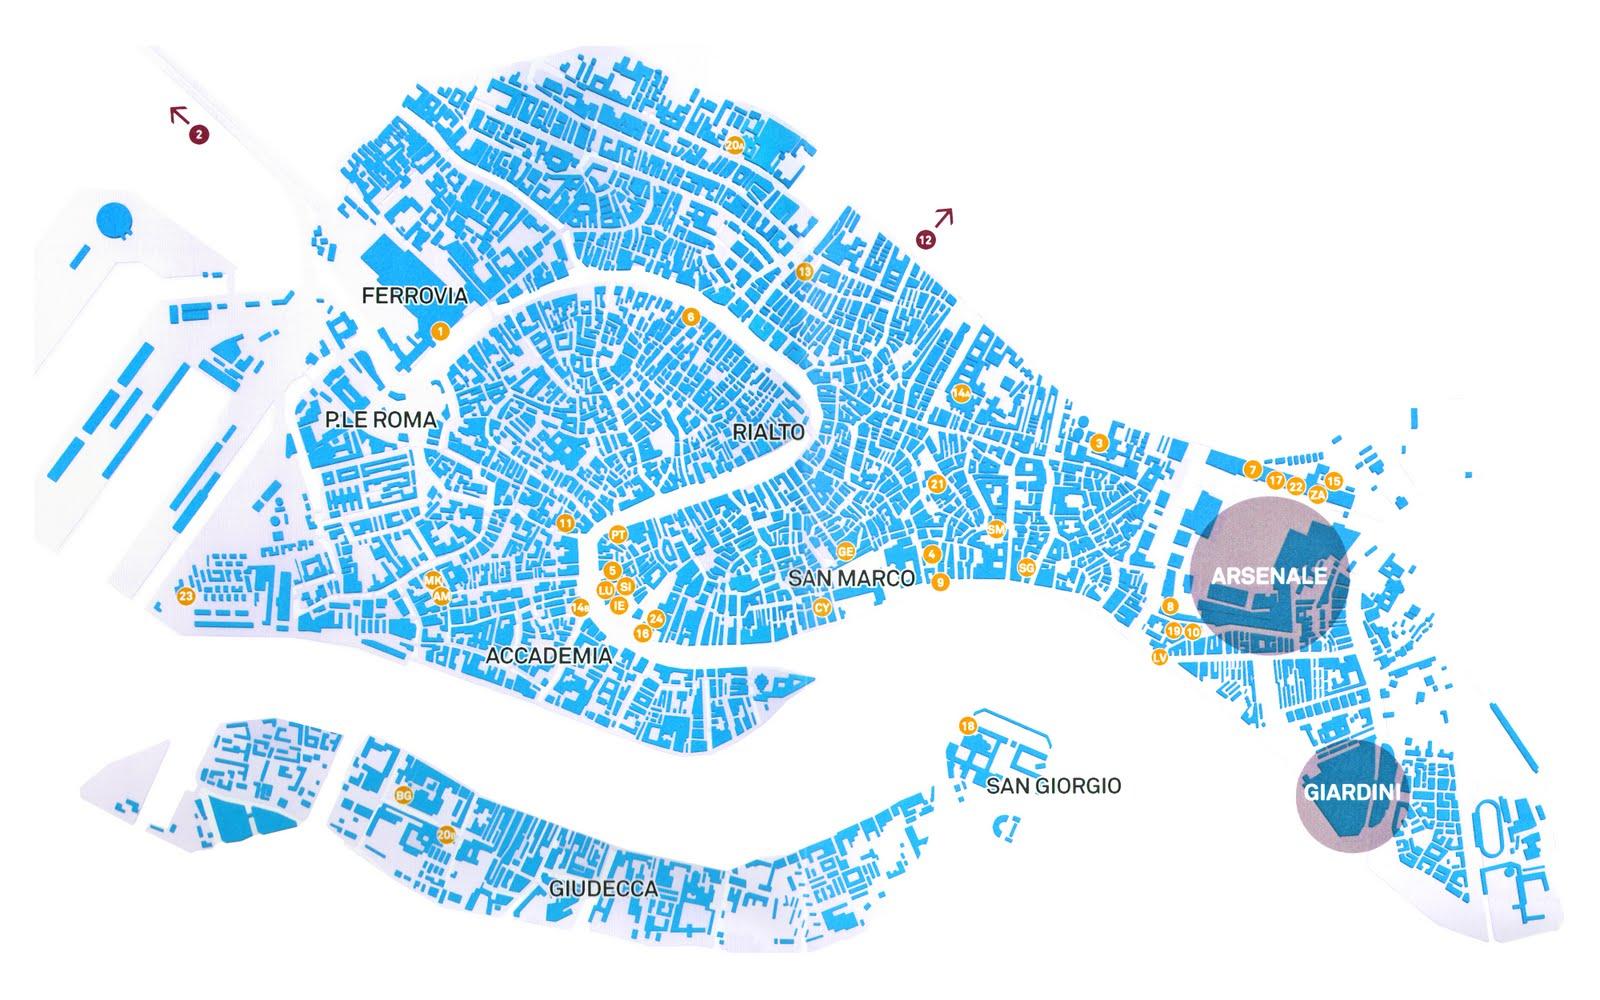 2
20A
12
13
FERROVIA
6
1
14A
P.LE ROMA
RIALTO
3
7
17
22
15
ZA
21
11
PT
SM
GE
4
5
SG
ARSENALE
SAN MARCO
MK
9
LU
SI
AM
23
14B
IE
CY
8
24
16
19
10
ACCADEMIA
LV
18
SAN GIORGIO
GIARDINI
BG
20B
GIUDECCA